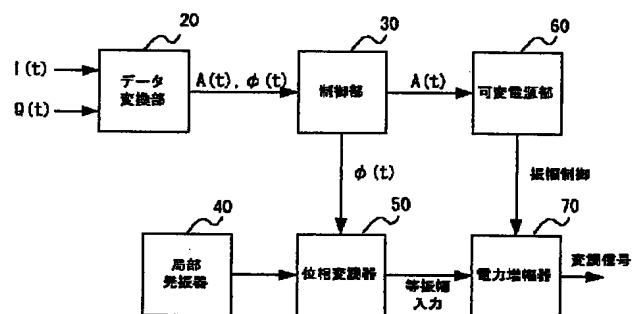 20
30
60
I(t)
Q(t)
データ
変換部
A(t), φ(t)
制御部
A(t)
可変電源部
φ(t)
振幅制御
40
50
70
局部
発振器
位相変調器
等振幅
入力
電力増幅器
変調信号